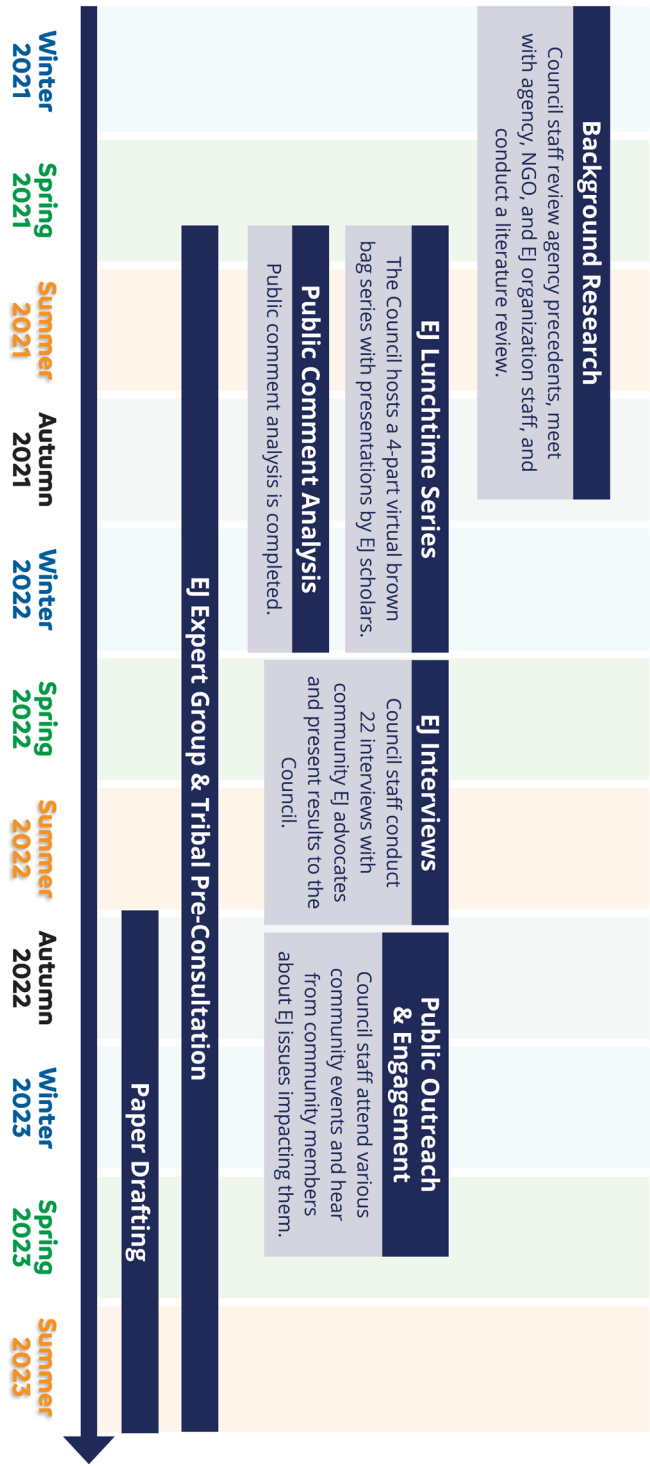 Background Research
Council staff review agency precedents, meet
with agency, NGO, and EJ organization staff, and
conduct a literature review.
EJ Lunchtime Series
The Council hosts a 4-part virtual brown
bag series with presentations by EJ scholars.
EJ Interviews
Council staff conduct
22 interviews with
community EJ advocates
and present results to the
Council.
Public Outreach
& Engagement
Council staff attend various
community events and hear
from community members
about EJ issues impacting them.
Public Comment Analysis
Public comment analysis is completed.
EJ Expert Group & Tribal Pre-Consultation
Paper Drafting
Winter
2021
Spring
2021
Summer
2021
Autumn
2021
Winter
2022
Spring
2022
Summer
2022
Autumn
2022
Winter
2023
Spring
2023
Summer
2023